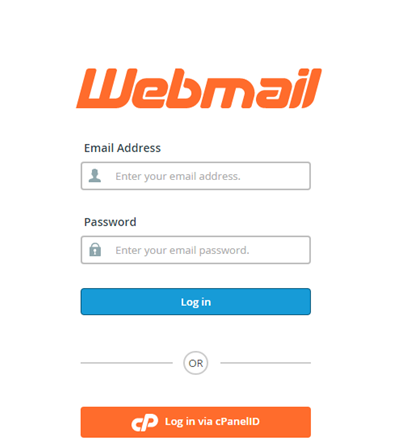 Webmail
Email Address
Enter your email address.
Password
Enter your email password.
Log in
OR
cP Log in via cPanelID